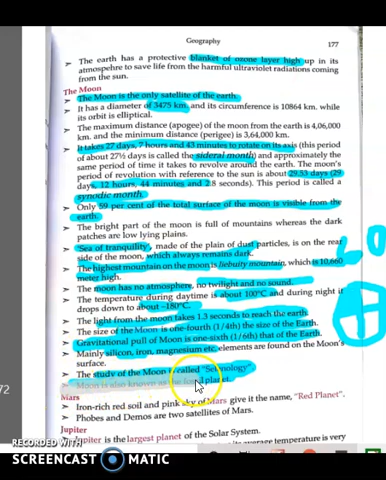 Geography
177
The earth has a protective blanket of ozone layer high up in its
atmospehre to save life from the harmful ultraviolet radiations coming
from the sun.
The Moon
The Moon is the only satellite of the earth.
It has a diameter of 3475 km and its circumference is 10864 km. while
its orbit is elliptical.
The maximum distance (apogee) of the moon from the earth is 4,06,000
km. and the minimum distance (perigee) is 3,64,000 km.
It takes 27 days, 7 hours and 43 minutes to rotate on its axis (this
period of about 27½ days is called the siderial month) and approximately
the same period of time it takes to revolve around the earth. The moon's
period of revolution with reference to the sun is about 29.53 days (29
days, 12 hours, 44 minutes and 2.8 seconds). This period is called a
synodic month.
Only 59 per cent of the total surface of the moon is visible from the
earth.
The bright part of the moon is full of mountains whereas the dark
patches are low lying plains.
'Sea of tranquility', made of the plain of dust particles, is on the rear
side of the moon, which always remains dark.
The highest mountain on the moon is liebuity mountain, which is 10,660
meter high.
The moon has no atmosphere, no twilight and no sound.
The temperature during daytime is about 100°C and during night it
drops down to about –180°C.
The light from the moon takes 1.3 seconds to reach the earth.
The size of the Moon is one-fourth (1/4th) the size of the Earth.
Gravitational pull of Moon is one-sixth (1/6th) that of the Earth.
Mainly silicon, iron, magnesium etc. elements are found on the Moon's
surface.
The study of the Moon is called "Selenology"
Moon is also known as the fossil planet.
Mars
Iron-rich red soil and pink sky of Mars give it the name, "Red Planet".
Phobes and Demos are two satellites of Mars.
Jupiter
Jupiter is the largest planet of the Solar System.
average temperature is very
72
RECORDED WITH
SCREENCAST MATIC